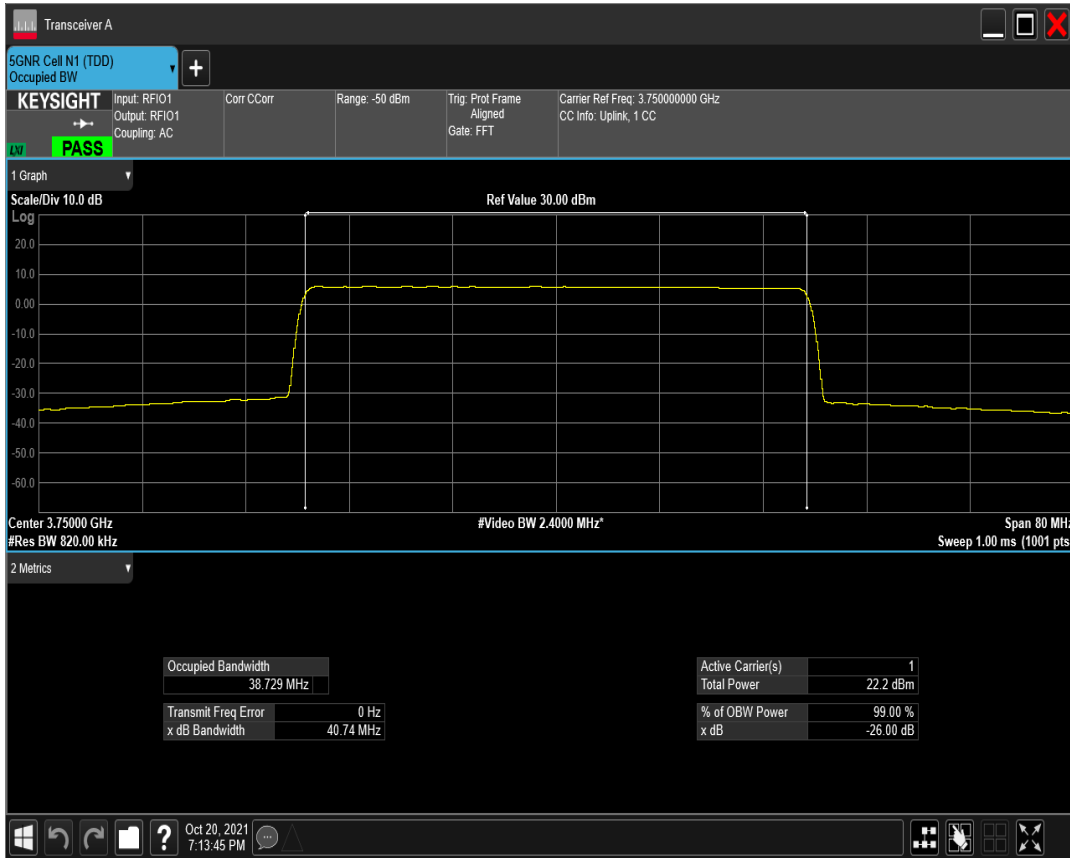 Transceiver A
5GNR Cell N1 (TDD)
Occupied BW
+
KEYSIGHT
LXI
PASS
Input: RFIO1
Output: RFIO1
Coupling: AC
Corr CCorr
Range: -50 dBm
Trig: Prot Frame
Aligned
Gate: FFT
Carrier Ref Freq: 3.750000000 GHz
CC Info: Uplink, 1 CC
1 Graph
Scale/Div 10.0 dB
Ref Value 30.00 dBm
Log
20.0
10.0
0.00
-10.0
-20.0
-30.0
-40.0
-50.0
-60.0
Center 3.75000 GHz
#Video BW 2.4000 MHz*
Span 80 MHz
#Res BW 820.00 kHz
Sweep 1.00 ms (1001 pts
2 Metrics
Occupied Bandwidth
38.729 MHz
Transmit Freq Error 0 Hz
x dB Bandwidth 40.74 MHz
Active Carrier(s) 1
Total Power 22.2 dBm
% of OBW Power 99.00 %
x dB -26.00 dB
?
Oct 20, 2021
7:13:45 PM